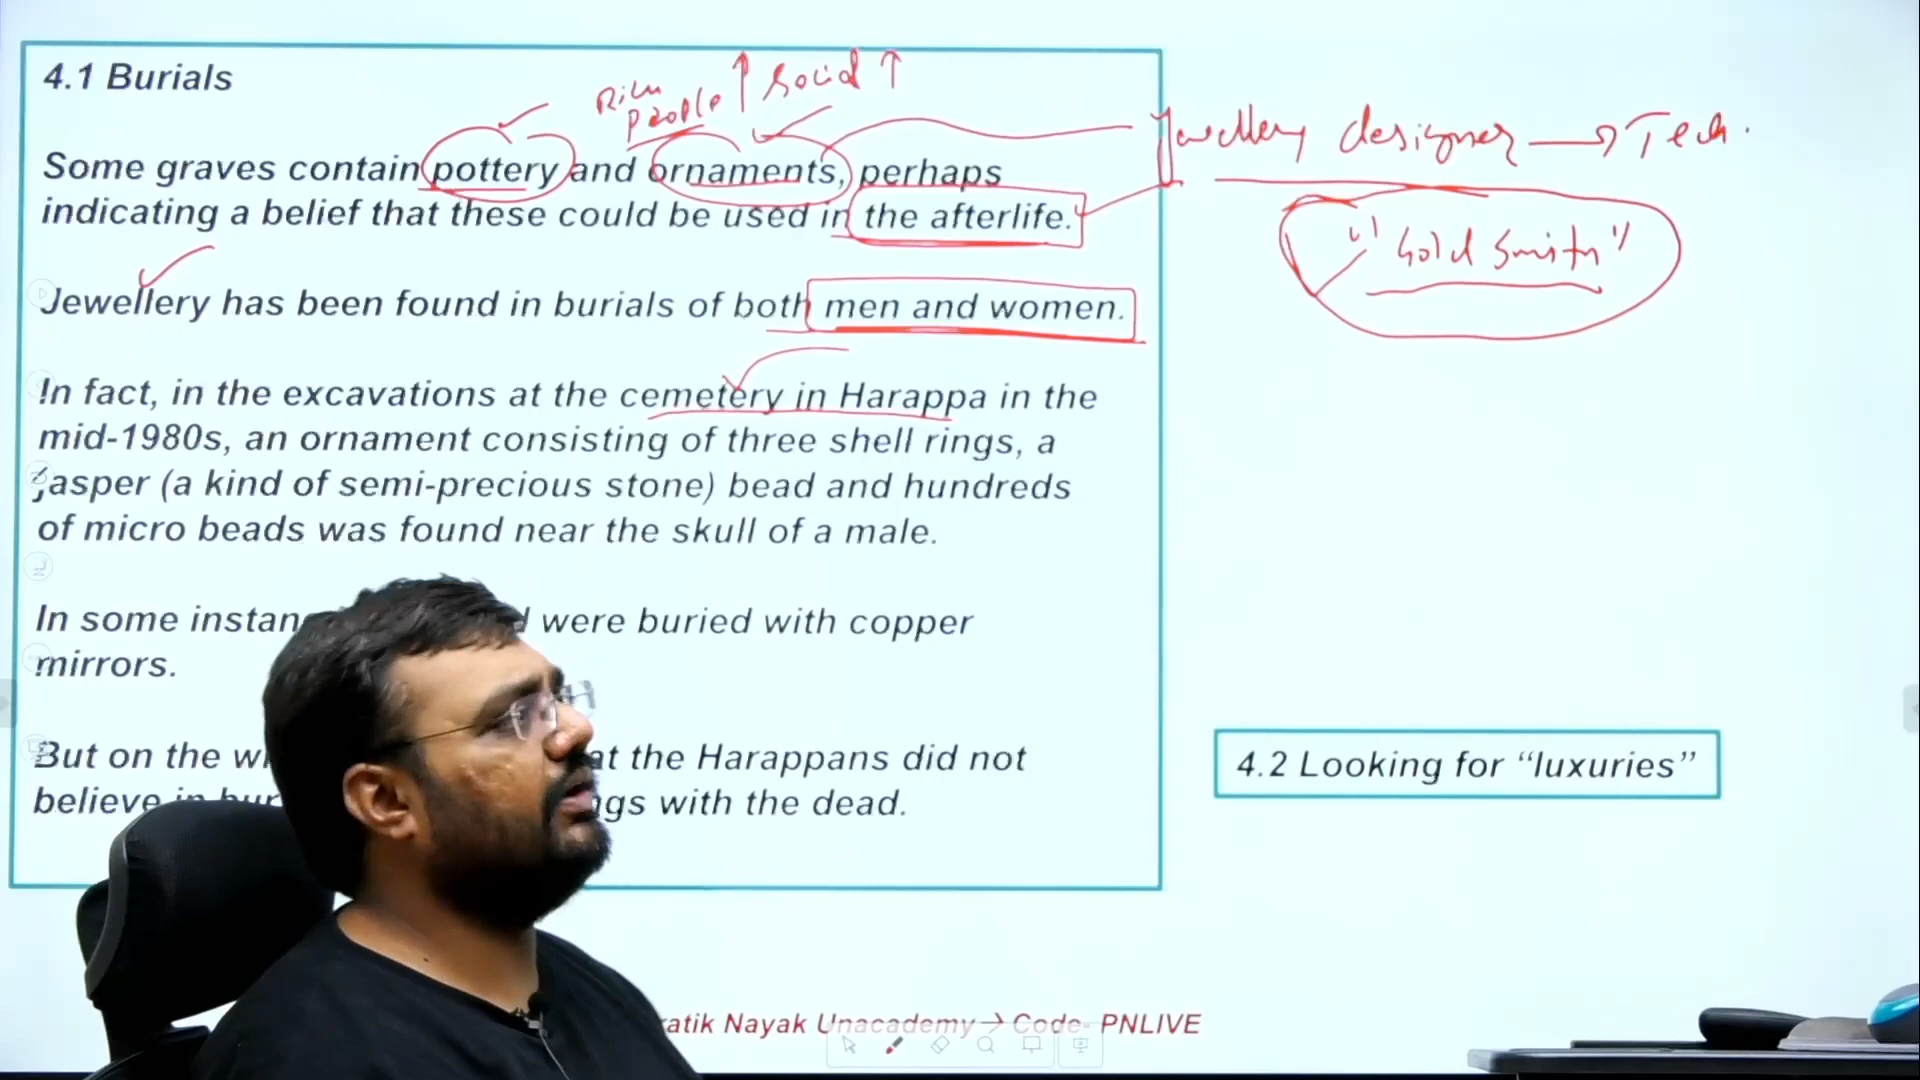 4.1 Burials
Rich people ↑ Social ↑
Jewellery designer → Tech.
"Gold Smith"
Some graves contain pottery and ornaments, perhaps
indicating a belief that these could be used in the afterlife.
Jewellery has been found in burials of both men and women.
In fact, in the excavations at the cemetery in Harappa in the
mid-1980s, an ornament consisting of three shell rings, a
jasper (a kind of semi-precious stone) bead and hundreds
of micro beads was found near the skull of a male.
In some were buried with copper
mirrors.
But on the at the Harappans did not
believe with the dead.
4.2 Looking for “luxuries”
Nayak Unacademy→ Code- PNLIVE